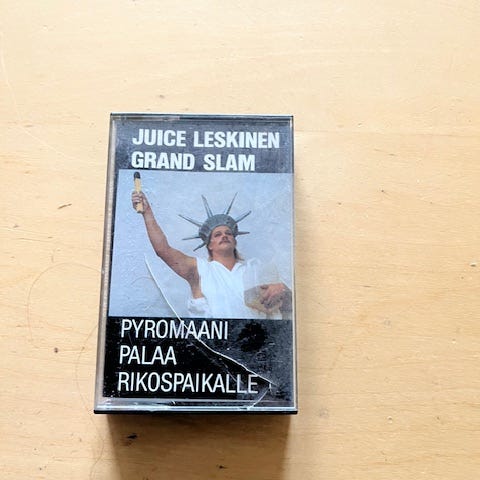 JUICE LESKINEN
GRAND SLAM
PYROMAANI
PALAA
RIKOSPAIKALLE